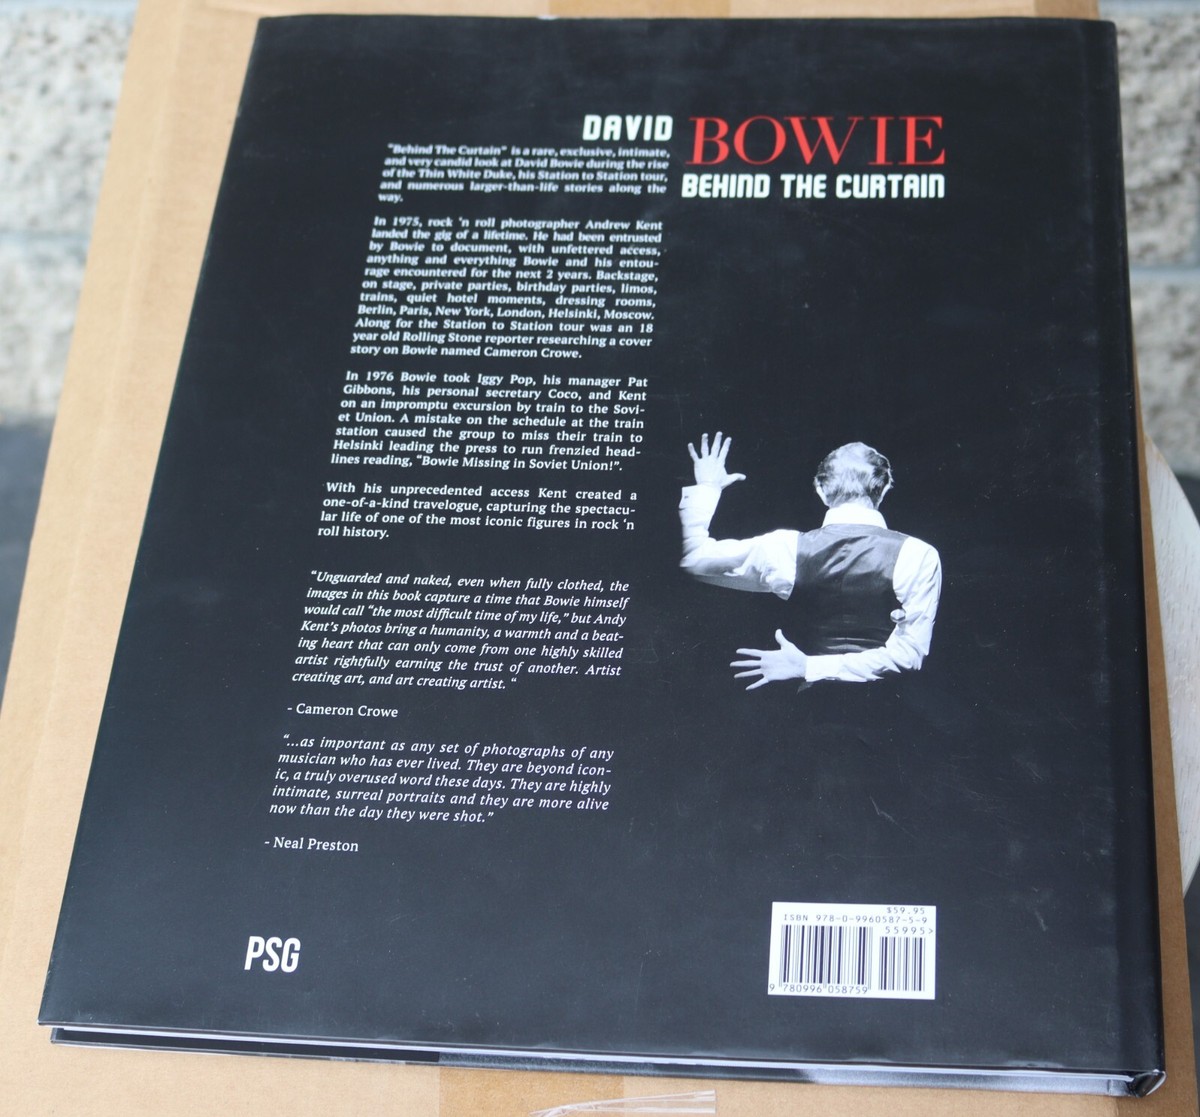 DAVID BOWIE
BEHIND THE CURTAIN
"Behind The Curtain" is a rare, exclusive, intimate,
and very candid look at David Bowie during the rise
of the Thin White Duke, his Station to Station tour,
and numerous larger-than-life stories along the
way.
In 1975, rock 'n roll photographer Andrew Kent
landed the gig of a lifetime. He had been entrusted
by Bowie to document, with unfettered access,
anything and everything Bowie and his entou-
rage encountered for the next 2 years. Backstage,
on stage, private parties, birthday parties, limos,
trains, quiet hotel moments, dressing rooms,
Berlin, Paris, New York, London, Helsinki, Moscow.
Along for the Station to Station tour was an 18
year old Rolling Stone reporter researching a cover
story on Bowie named Cameron Crowe.
In 1976 Bowie took Iggy Pop, his manager Pat
Gibbons, his personal secretary Coco, and Kent
on an impromptu excursion by train to the Sovi-
et Union. A mistake on the schedule at the train
station caused the group to miss their train to
Helsinki leading the press to run frenzied head-
lines reading, "Bowie Missing in Soviet Union!".
With his unprecedented access Kent created a
one-of-a-kind travelogue, capturing the spectacu-
lar life of one of the most iconic figures in rock 'n
roll history.
"Unguarded and naked, even when fully clothed, the
images in this book capture a time that Bowie himself
would call "the most difficult time of my life," but Andy
Kent's photos bring a humanity, a warmth and a beat-
ing heart that can only come from one highly skilled
artist rightfully earning the trust of another. Artist
creating art, and art creating artist. "
- Cameron Crowe
"...as important as any set of photographs of any
musician who has ever lived. They are beyond icon-
ic, a truly overused word these days. They are highly
intimate, surreal portraits and they are more alive
now than the day they were shot."
- Neal Preston
PSG
$59.95
ISBN 978-0-9960587-5-9
55995>
9 780996 058759